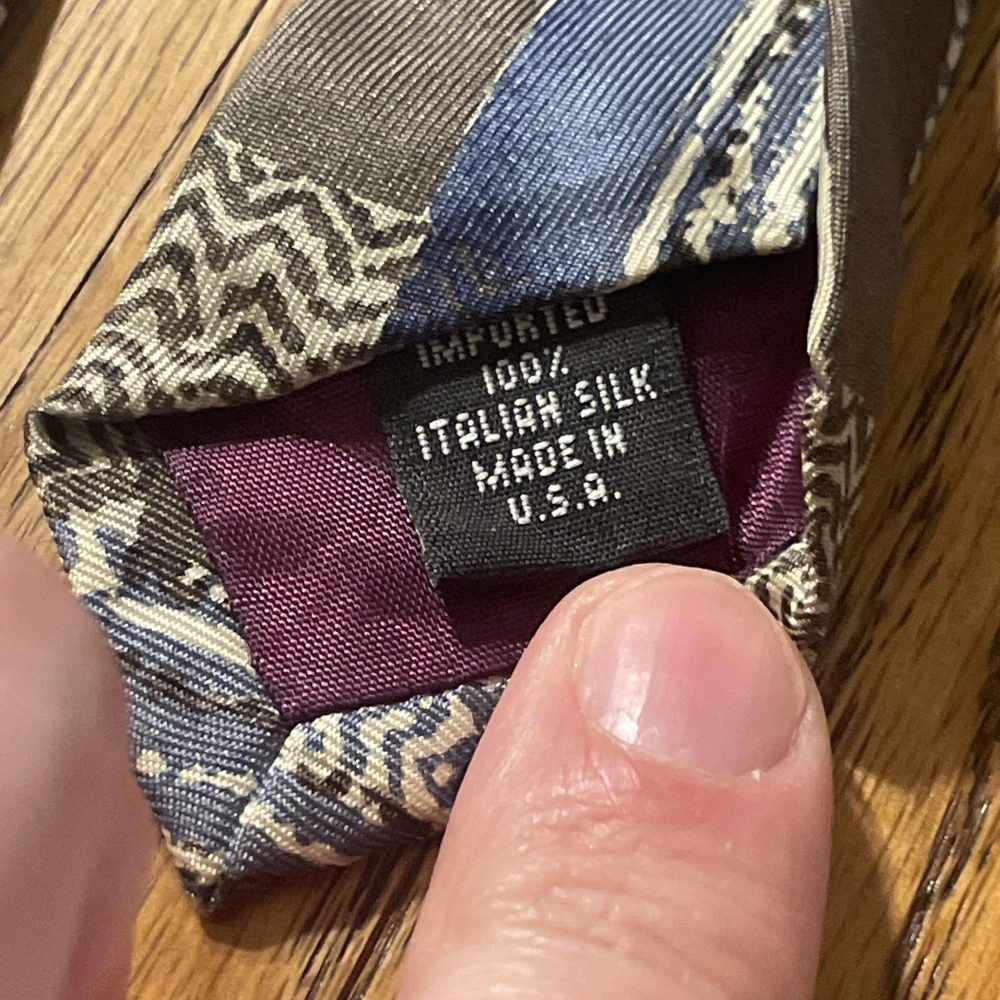 IMPORTED
100%
ITALIAN SILK
MADE IN
U.S.A.